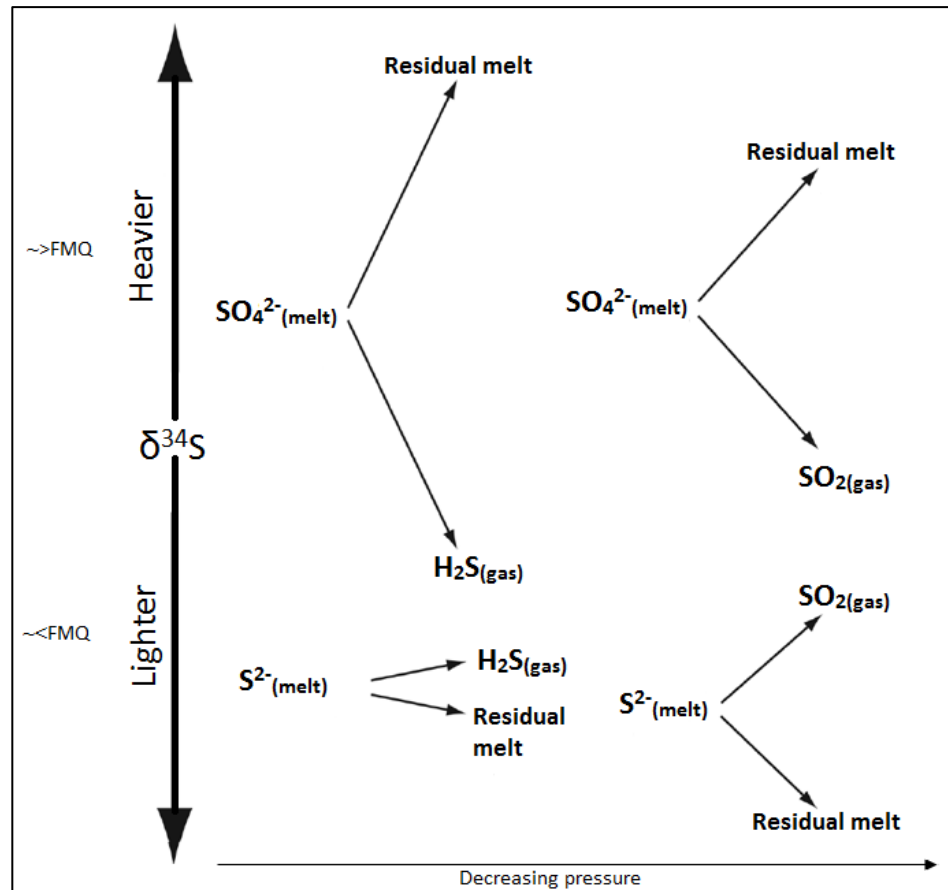 Residual melt
Residual melt
Heavier
~>FMQ
SO₄²⁻(melt)
SO₄²⁻(melt)
δ³⁴S
SO₂(gas)
H₂S(gas)
SO₂(gas)
~<FMQ
Lighter
H₂S(gas)
S²⁻(melt)
S²⁻(melt)
Residual
melt
Residual melt
Decreasing pressure